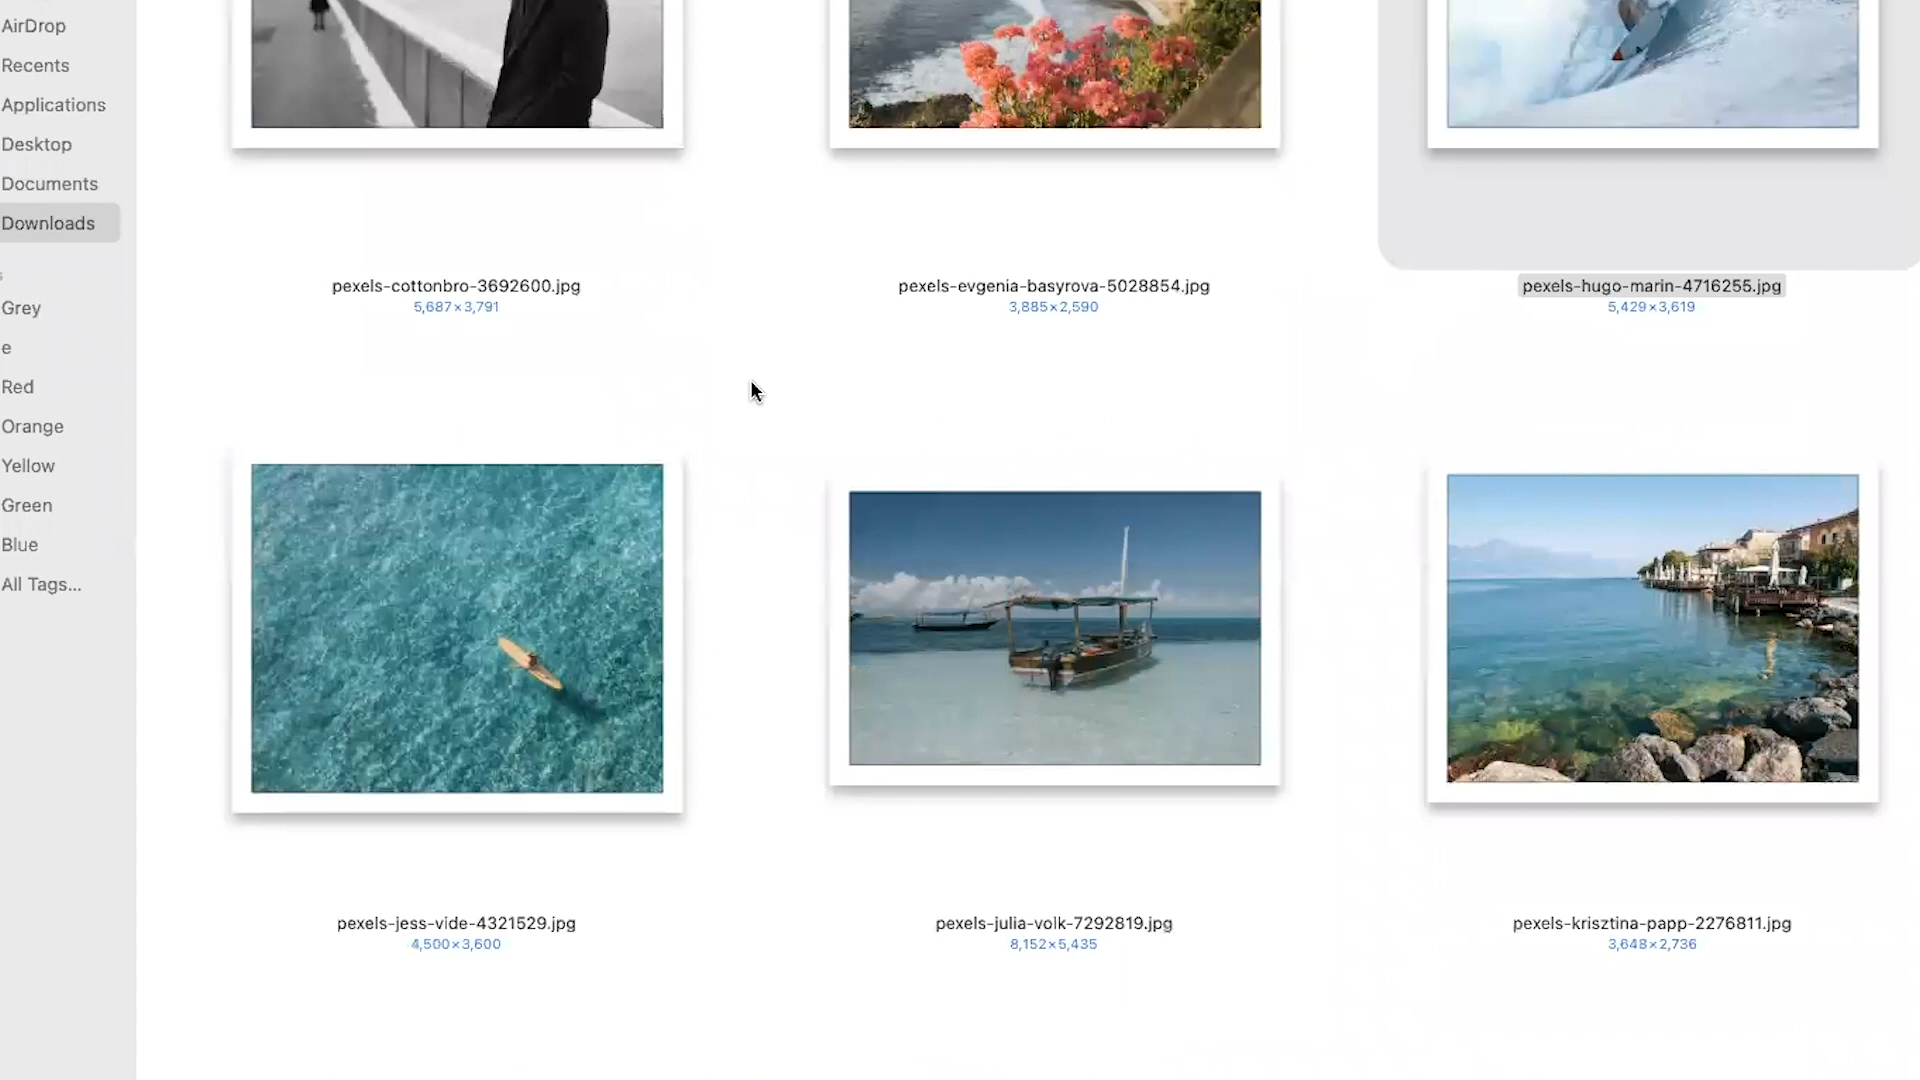 AirDrop
Recents
Applications
Desktop
Documents
Downloads
s
Grey
e
Red
Orange
Yellow
Green
Blue
All Tags...
pexels-cottonbro-3692600.jpg
5,687×3,791
pexels-evgenia-basyrova-5028854.jpg
3,885×2,590
pexels-hugo-marin-4716255.jpg
5,429×3,619
pexels-jess-vide-4321529.jpg
4,500×3,600
pexels-julia-volk-7292819.jpg
8,152×5,435
pexels-krisztina-papp-2276811.jpg
3,648×2,736